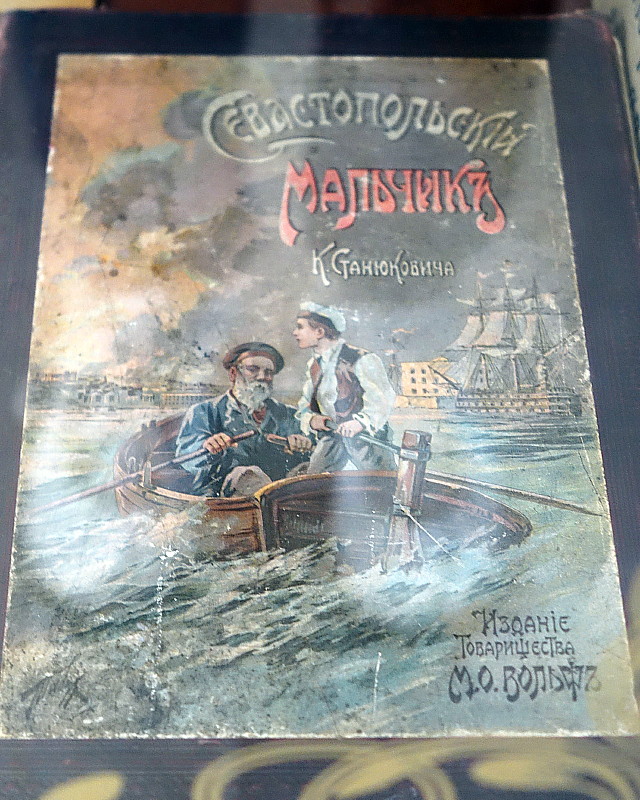 Севастопольскій
Мальчикъ
К. Станюковича
Изданіе
Товарищества
М.О. Вольфъ